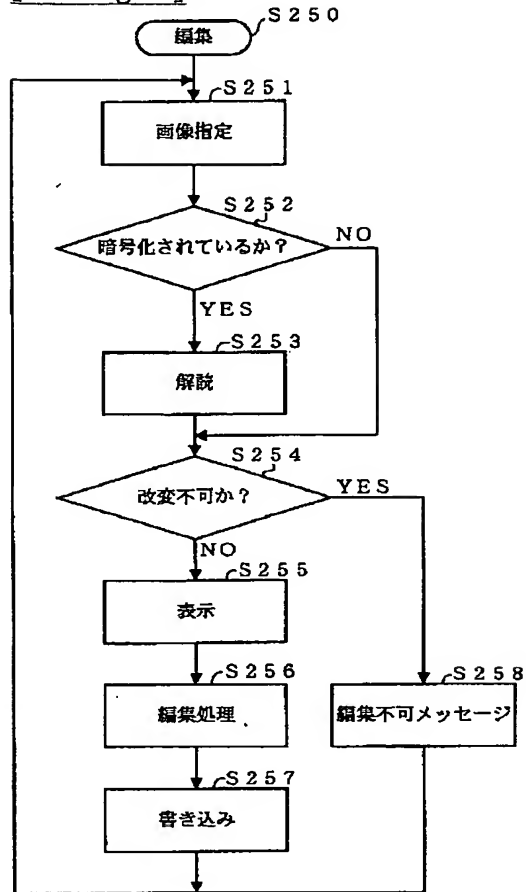 S250
編集
S251
画像指定
S252
暗号化されているか?
NO
YES
S253
解読
S254
改変不可か?
YES
NO
S255
表示
S256
編集処理
S258
編集不可メッセージ
S257
書き込み